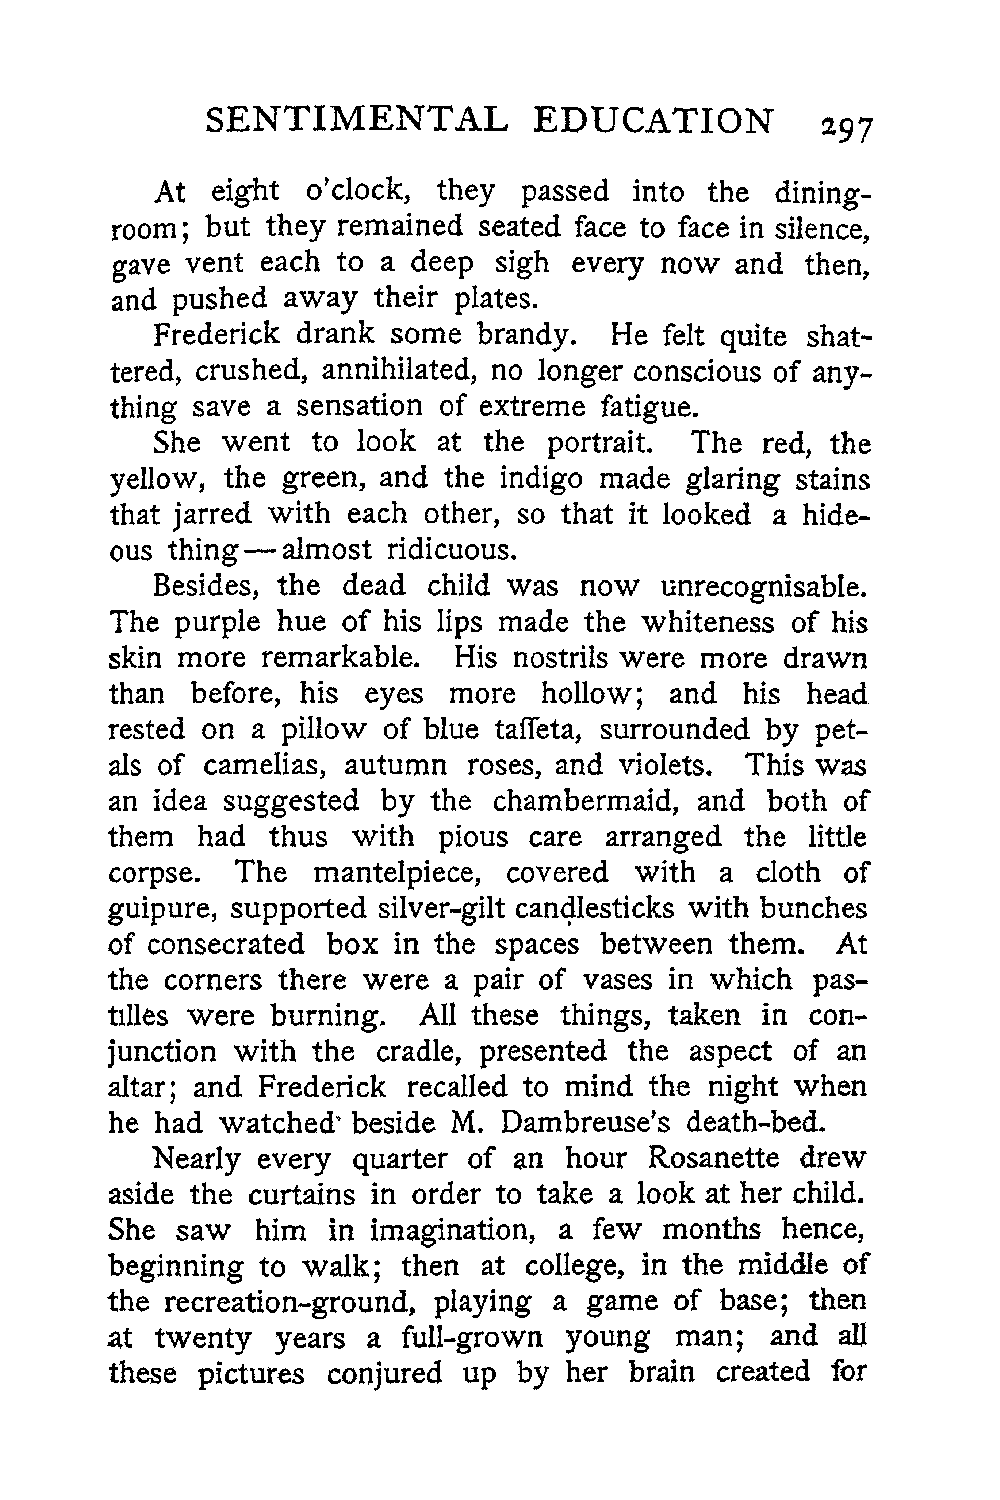 SENTIMENTAL EDUCATION 297
At eight o'clock, they passed into the dining-
room; but they remained seated face to face in silence,
gave vent each to a deep sigh every now and then,
and pushed away their plates.
Frederick drank some brandy. He felt quite shat-
tered, crushed, annihilated, no longer conscious of any-
thing save a sensation of extreme fatigue.
She went to look at the portrait. The red, the
yellow, the green, and the indigo made glaring stains
that jarred with each other, so that it looked a hide-
ous thing—almost ridicuous.
Besides, the dead child was now unrecognisable.
The purple hue of his lips made the whiteness of his
skin more remarkable. His nostrils were more drawn
than before, his eyes more hollow; and his head
rested on a pillow of blue taffeta, surrounded by pet-
als of camelias, autumn roses, and violets. This was
an idea suggested by the chambermaid, and both of
them had thus with pious care arranged the little
corpse. The mantelpiece, covered with a cloth of
guipure, supported silver-gilt candlesticks with bunches
of consecrated box in the spaces between them. At
the corners there were a pair of vases in which pas-
tilles were burning. All these things, taken in con-
junction with the cradle, presented the aspect of an
altar; and Frederick recalled to mind the night when
he had watched beside M. Dambreuse's death-bed.
Nearly every quarter of an hour Rosanette drew
aside the curtains in order to take a look at her child.
She saw him in imagination, a few months hence,
beginning to walk; then at college, in the middle of
the recreation-ground, playing a game of base; then
at twenty years a full-grown young man; and all
these pictures conjured up by her brain created for